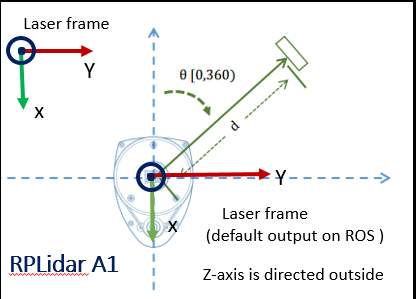 Laser frame
Y
X
θ [0,360)
d
Y
X
Laser frame
(default output on ROS )
RPLidar A1
Z-axis is directed outside